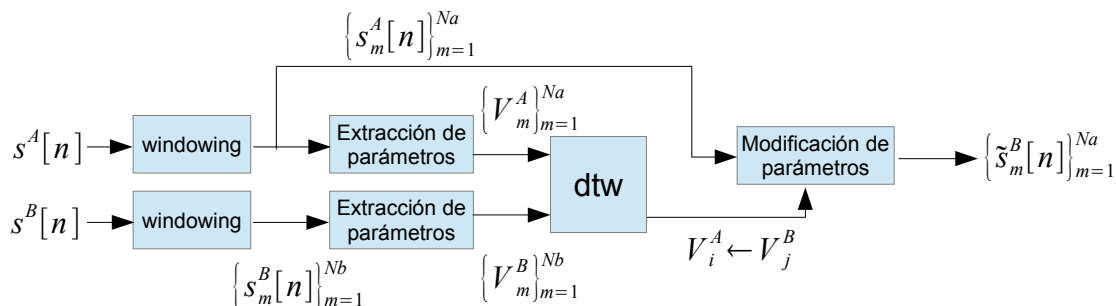 {s_m^A[n]}_{m=1}^{Na}
s^A[n]
windowing
Extracción de
parámetros
{V_m^A}_{m=1}^{Na}
dtw
Modificación de
parámetros
{s̃_m^B[n]}_{m=1}^{Na}
s^B[n]
windowing
Extracción de
parámetros
V_i^A ← V_j^B
{s_m^B[n]}_{m=1}^{Nb}
{V_m^B}_{m=1}^{Nb}